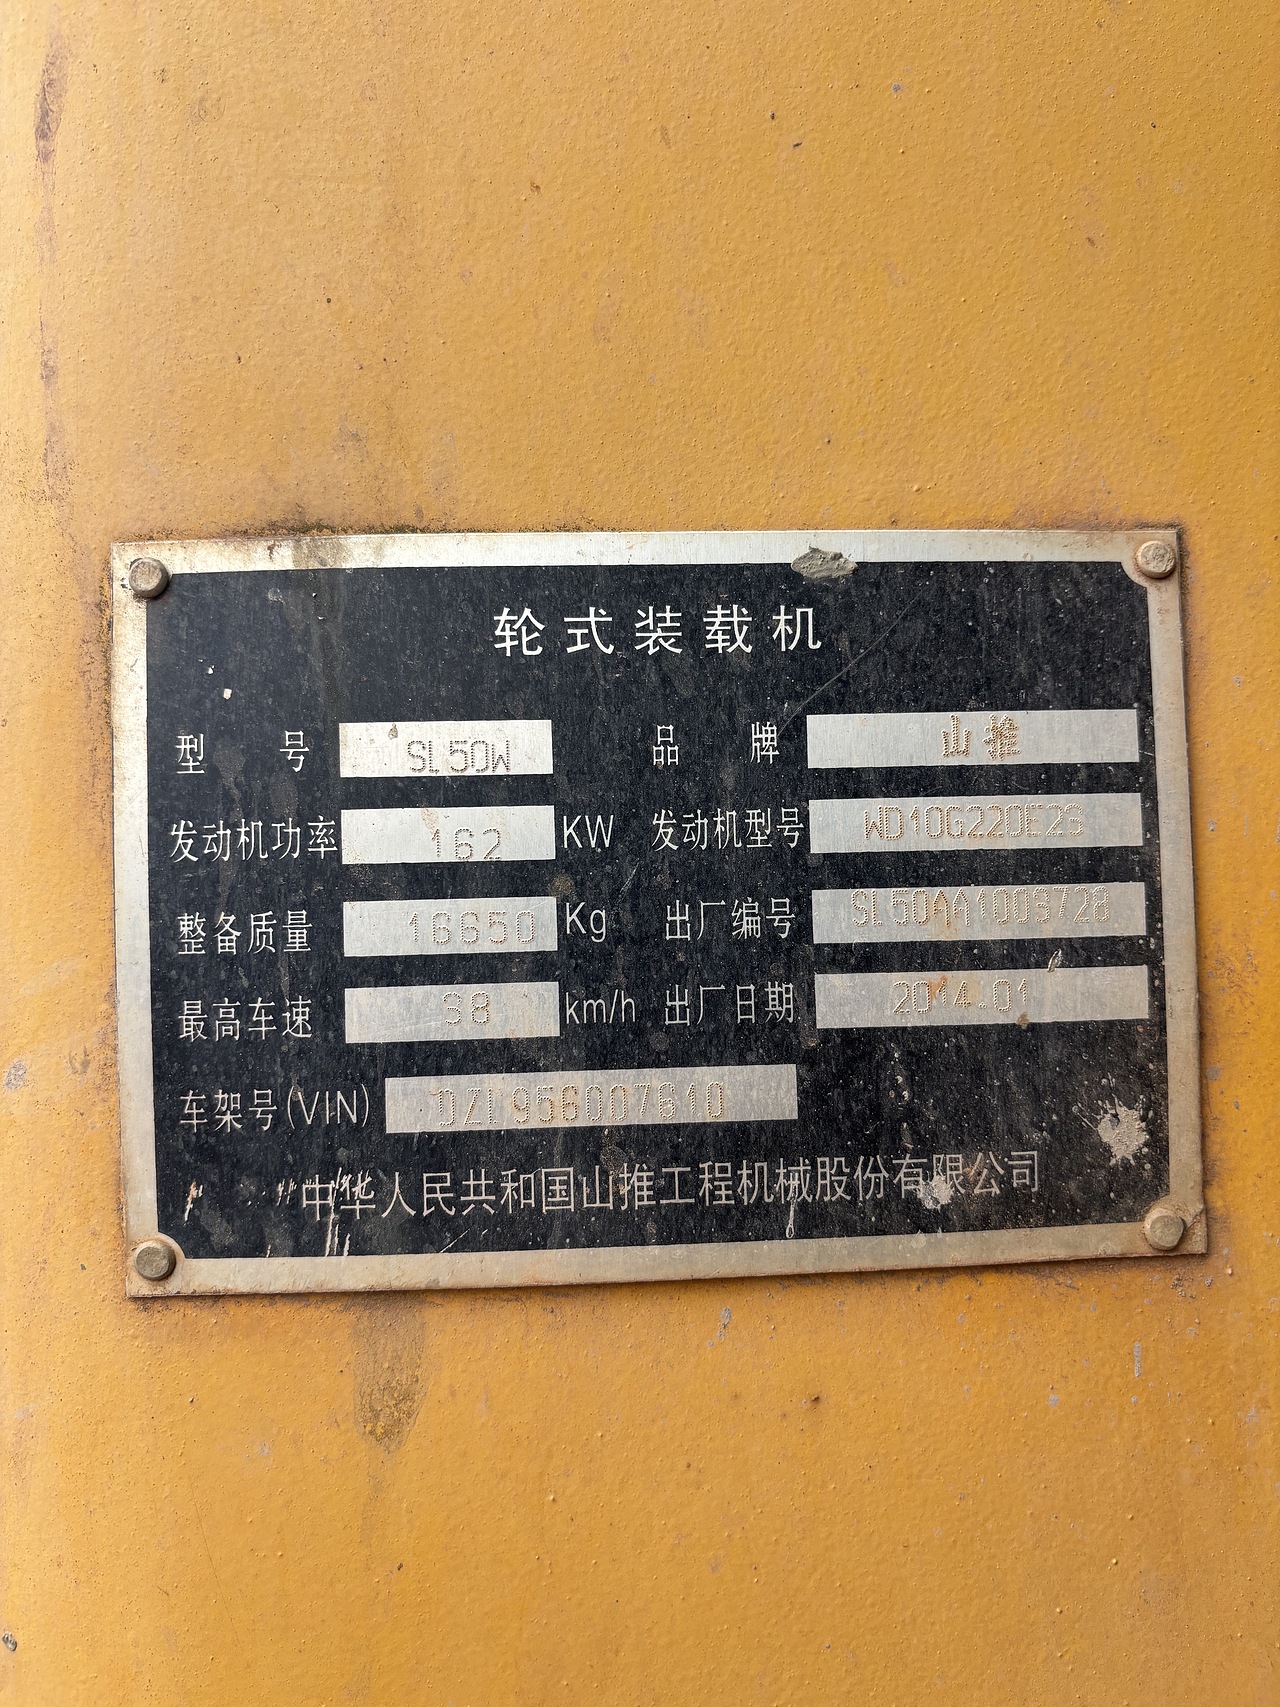 轮式装载机
型号 SL50W 品牌 山推
发动机功率 162 KW 发动机型号 WD10G220E23
整备质量 16650 Kg 出厂编号 SL50AA1003728
最高车速 38 km/h 出厂日期 2014.01
车架号(VIN)
中华人民共和国山推工程机械股份有限公司